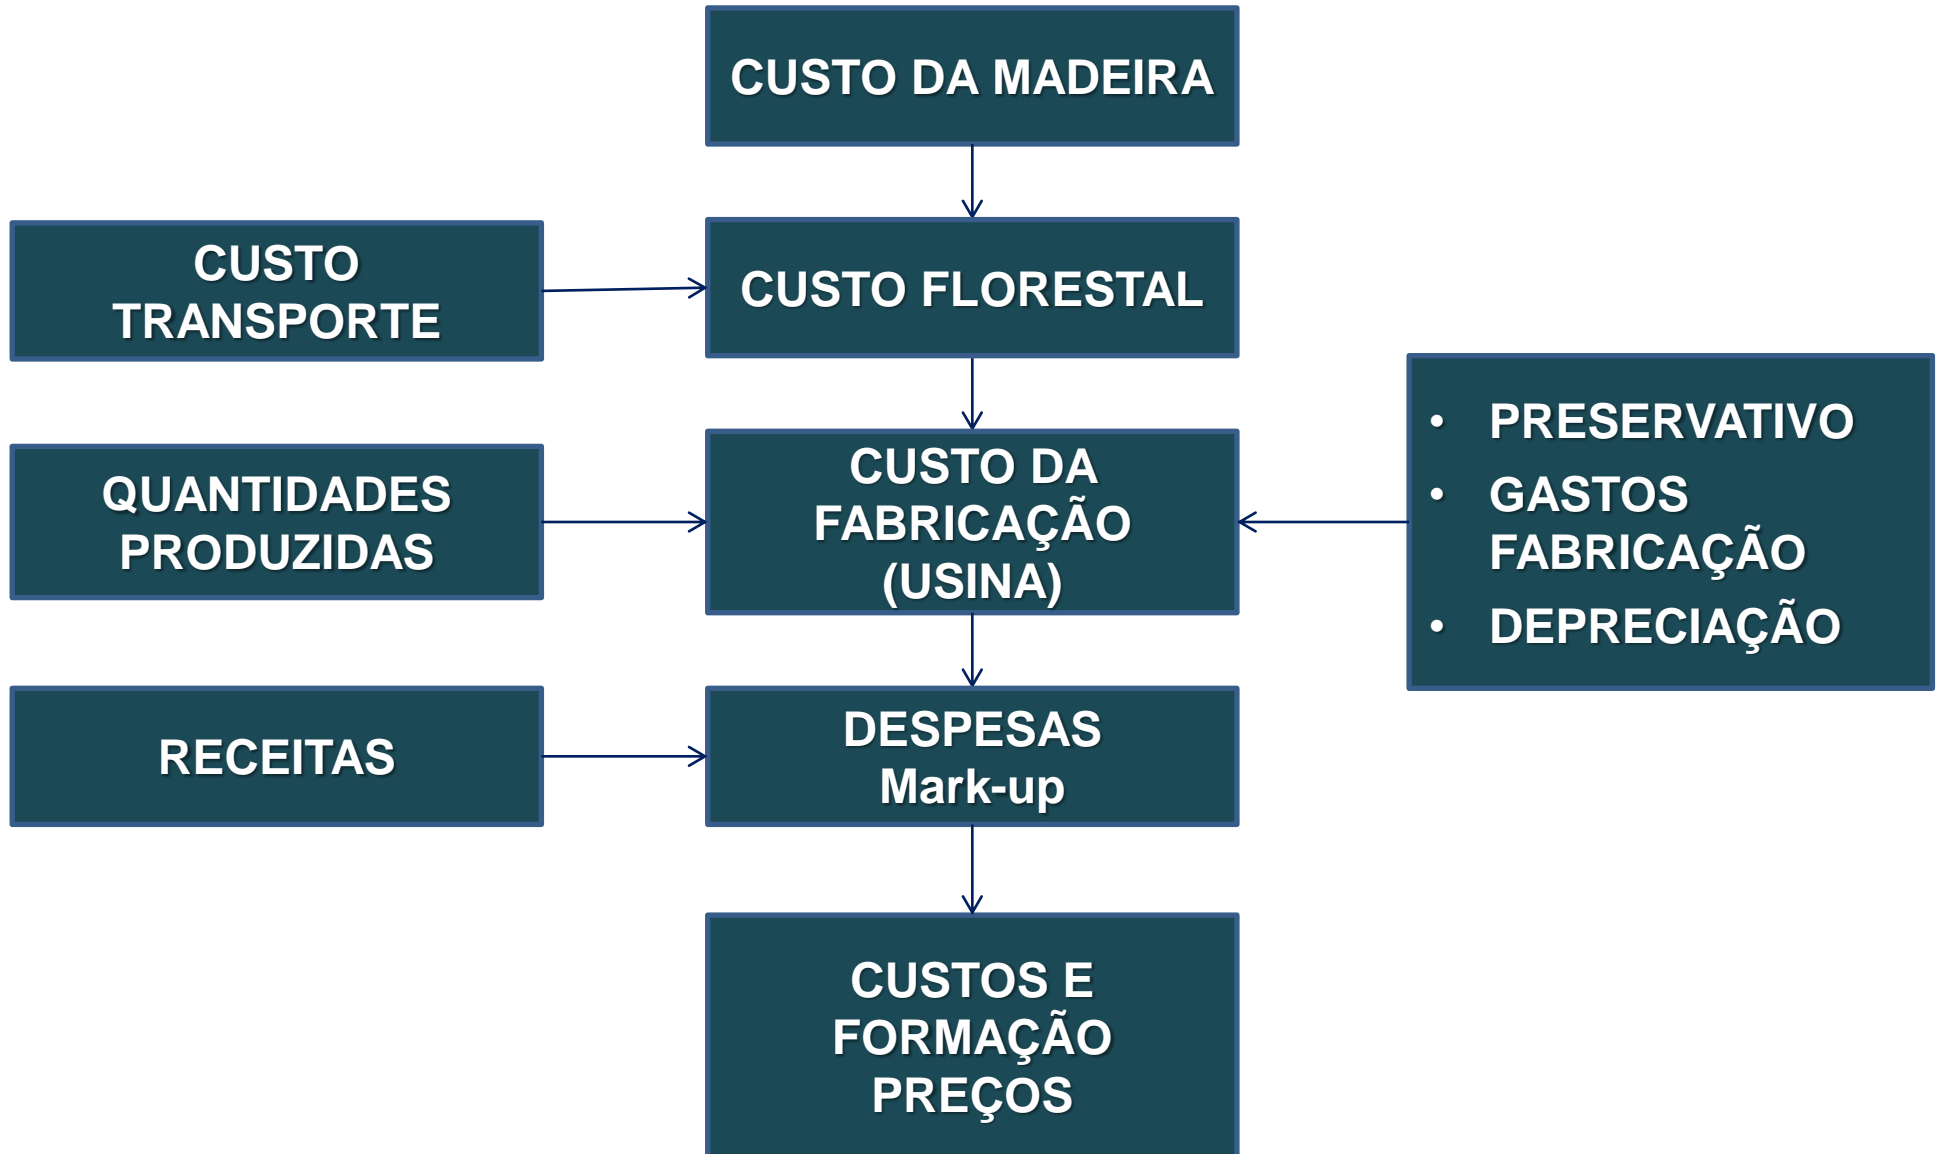 CUSTO DA MADEIRA
CUSTO
TRANSPORTE
CUSTO FLORESTAL
QUANTIDADES
PRODUZIDAS
CUSTO DA
FABRICAÇÃO
(USINA)
• PRESERVATIVO
• GASTOS
FABRICAÇÃO
• DEPRECIAÇÃO
RECEITAS
DESPESAS
Mark-up
CUSTOS E
FORMAÇÃO
PREÇOS